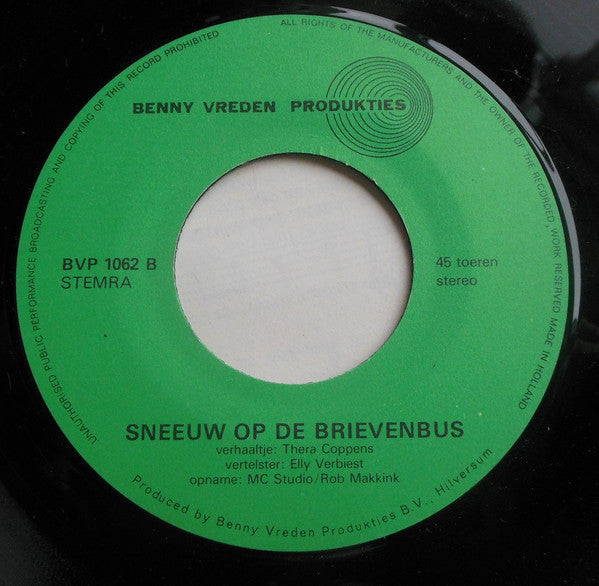 UNAUTHORISED PUBLIC PERFORMANCE BROADCASTING AND COPYING OF THIS RECORD PROHIBITED
ALL RIGHTS OF THE MANUFACTURERS AND THE OWNER OF THE RECORDED, WORK RESERVED MADE IN HOLLAND
BENNY VREDEN PRODUKTIES
BVP 1062 B
STEMRA
45 toeren
stereo
SNEEUW OP DE BRIEVENBUS
verhaaltje: Thera Coppens
vertelster: Elly Verbiest
opname: MC Studio/Rob Makkink
Produced by Benny Vreden Produkties B.V., Hilversum